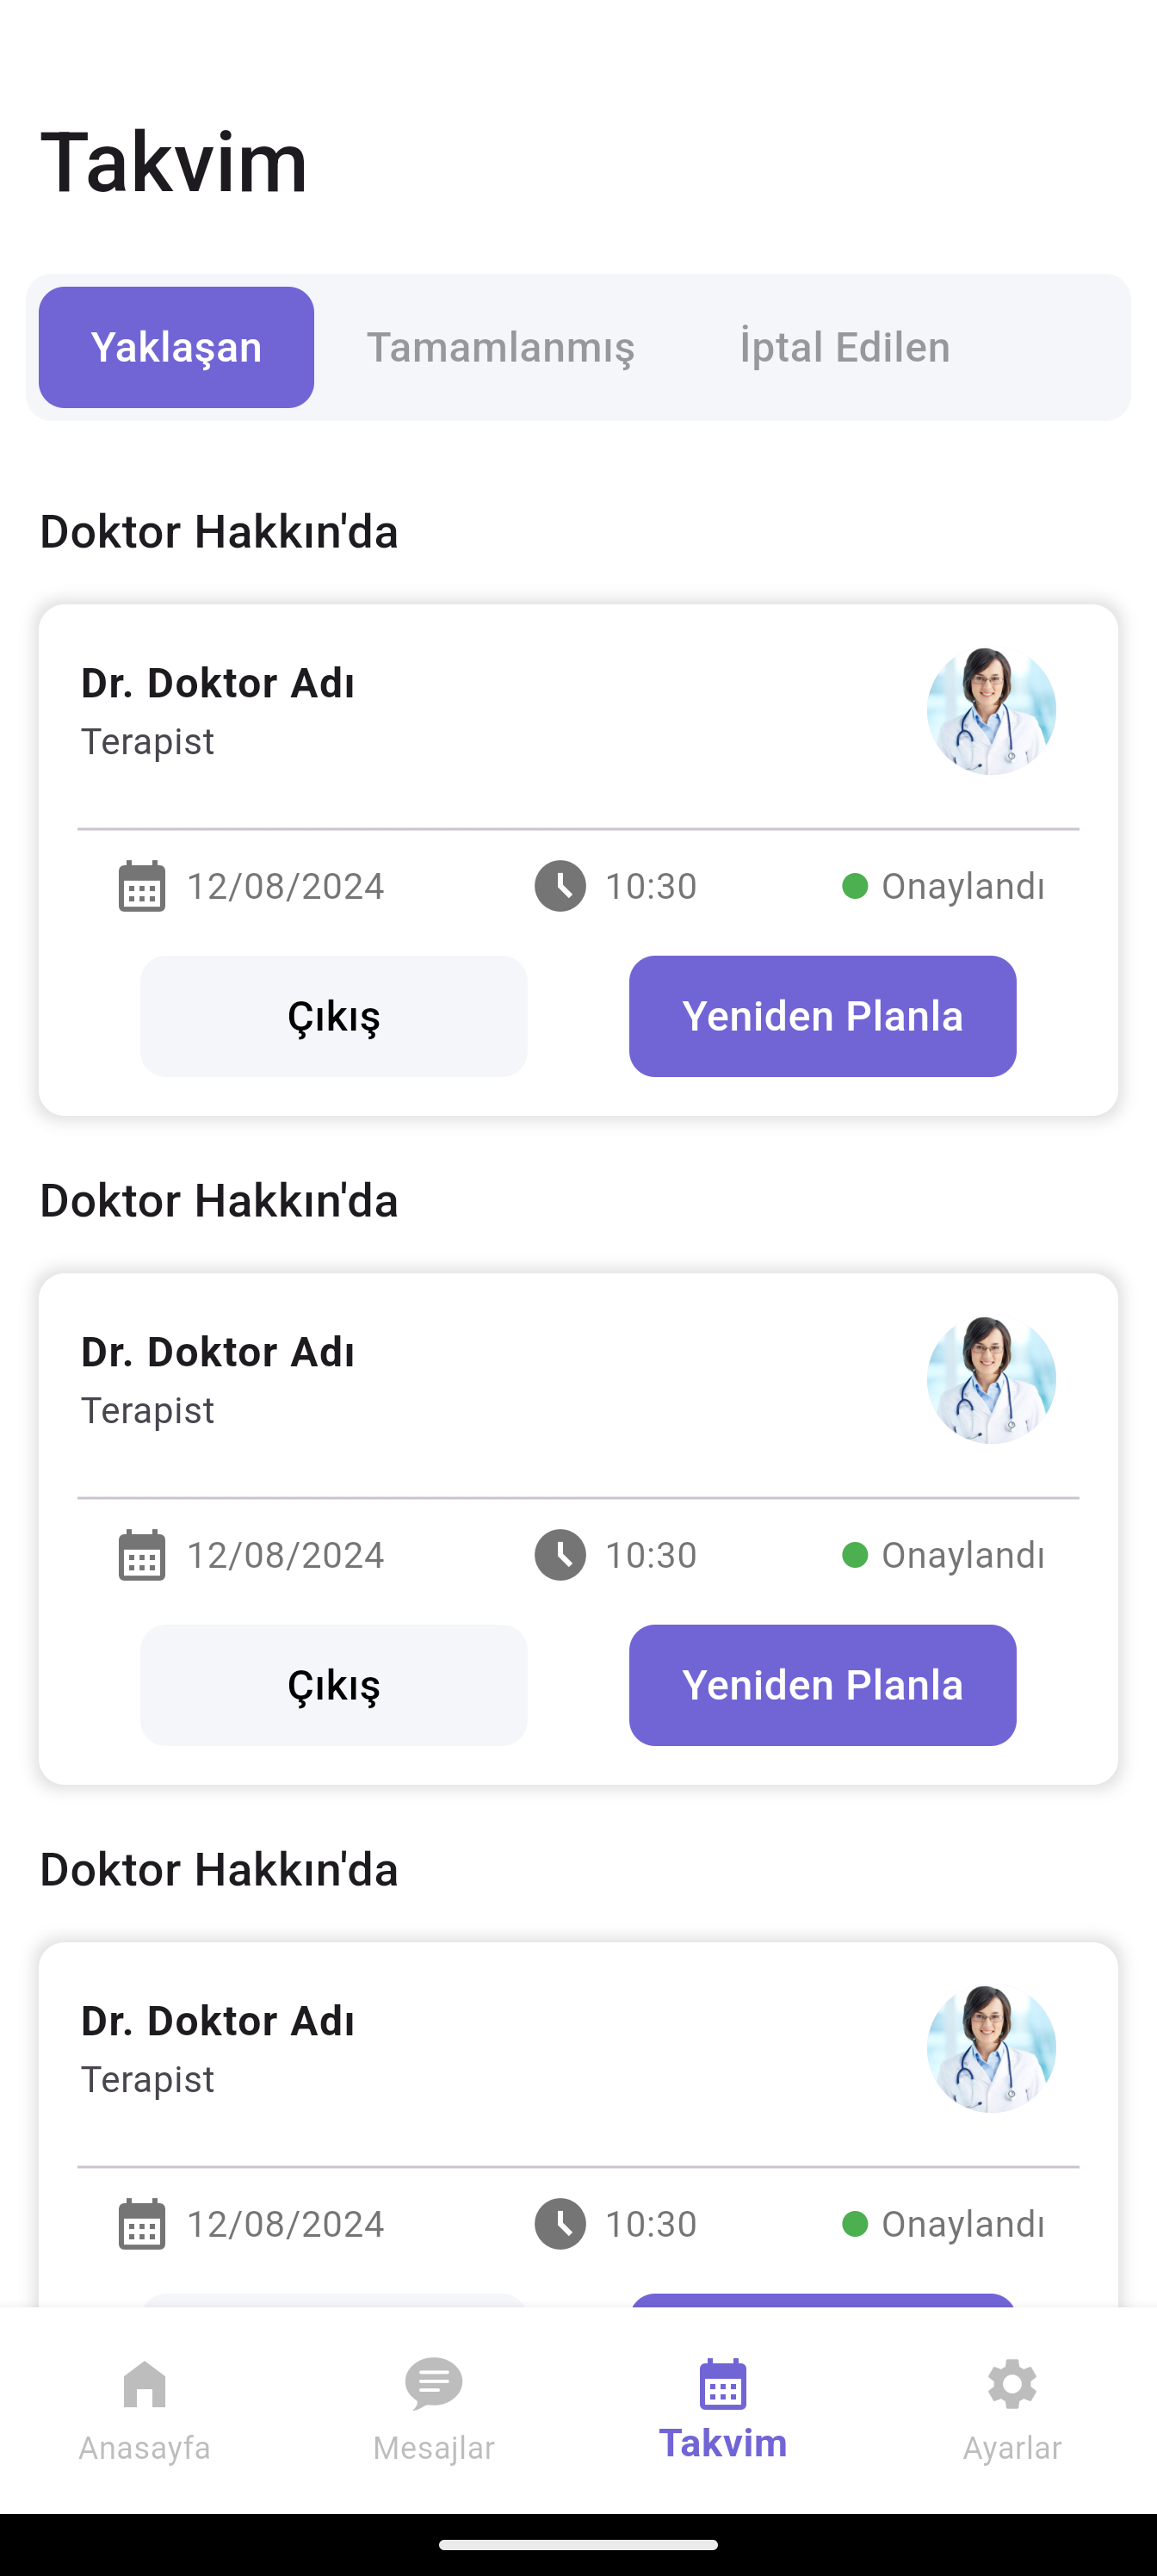 Takvim
Yaklaşan Tamamlanmış İptal Edilen
Doktor Hakkın'da
Dr. Doktor Adı
Terapist
12/08/2024 10:30 Onaylandı
Çıkış Yeniden Planla
Doktor Hakkın'da
Dr. Doktor Adı
Terapist
12/08/2024 10:30 Onaylandı
Çıkış Yeniden Planla
Doktor Hakkın'da
Dr. Doktor Adı
Terapist
12/08/2024 10:30 Onaylandı
Anasayfa Mesajlar Takvim Ayarlar